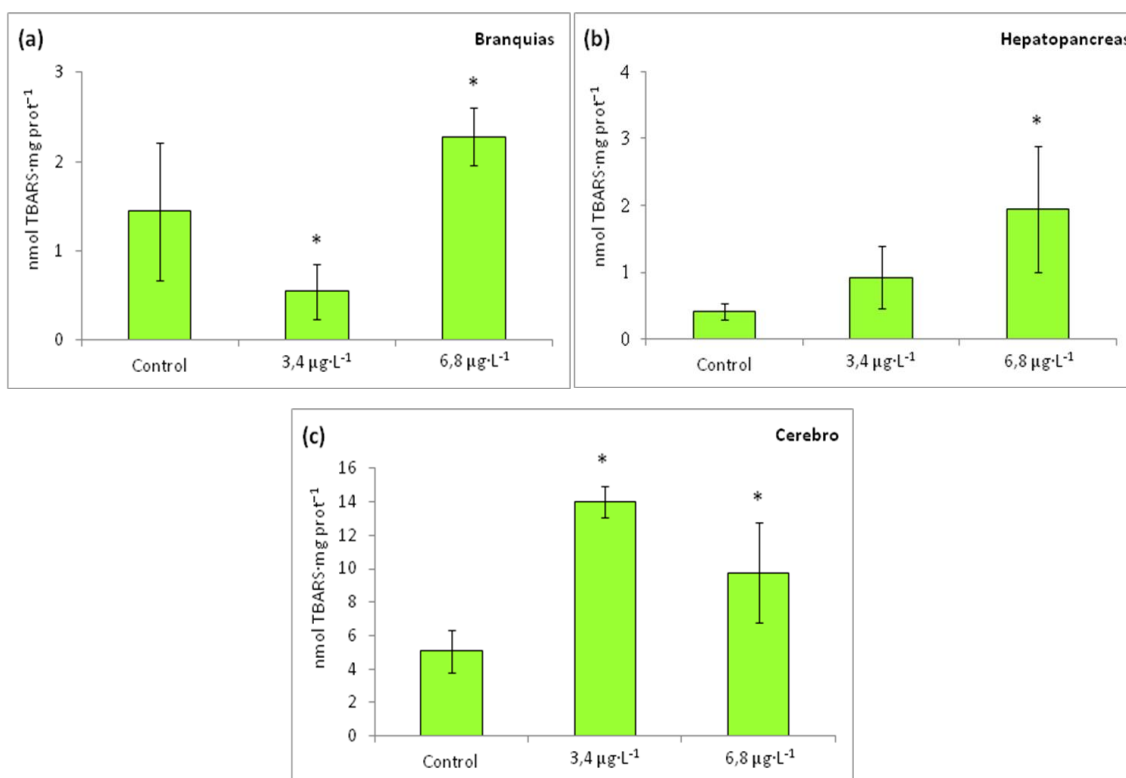 (a)
Branquias
nmol TBARS·mg prot⁻¹
3
2
1
0
*
*
Control
3,4 µg·L⁻¹
6,8 µg·L⁻¹
(b)
Hepatopancreas
nmol TBARS·mg prot⁻¹
4
3
2
1
0
*
Control
3,4 µg·L⁻¹
6,8 µg·L⁻¹
(c)
Cerebro
nmol TBARS·mg prot⁻¹
16
14
12
10
8
6
4
2
0
*
*
Control
3,4 µg·L⁻¹
6,8 µg·L⁻¹